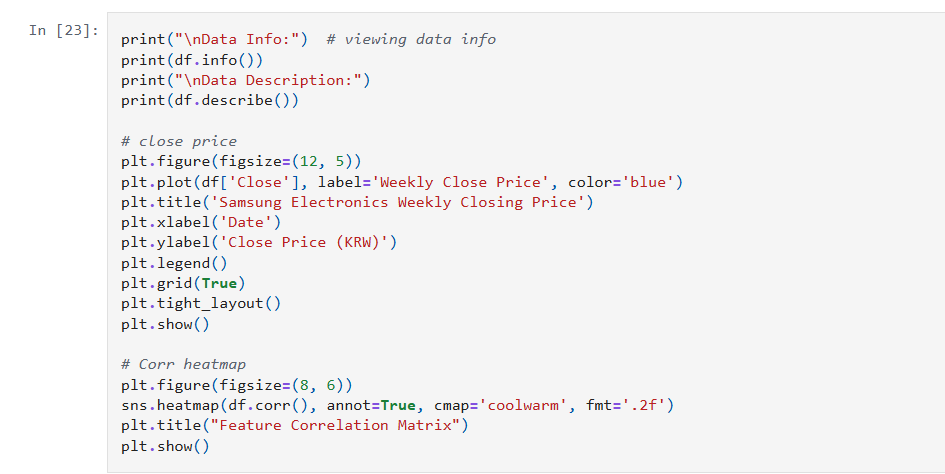 In [23]:
print("\nData Info:")  # viewing data info
print(df.info())
print("\nData Description:")
print(df.describe())
# close price
plt.figure(figsize=(12, 5))
plt.plot(df['Close'], label='Weekly Close Price', color='blue')
plt.title('Samsung Electronics Weekly Closing Price')
plt.xlabel('Date')
plt.ylabel('Close Price (KRW)')
plt.legend()
plt.grid(True)
plt.tight_layout()
plt.show()
# Corr heatmap
plt.figure(figsize=(8, 6))
sns.heatmap(df.corr(), annot=True, cmap='coolwarm', fmt='.2f')
plt.title("Feature Correlation Matrix")
plt.show()